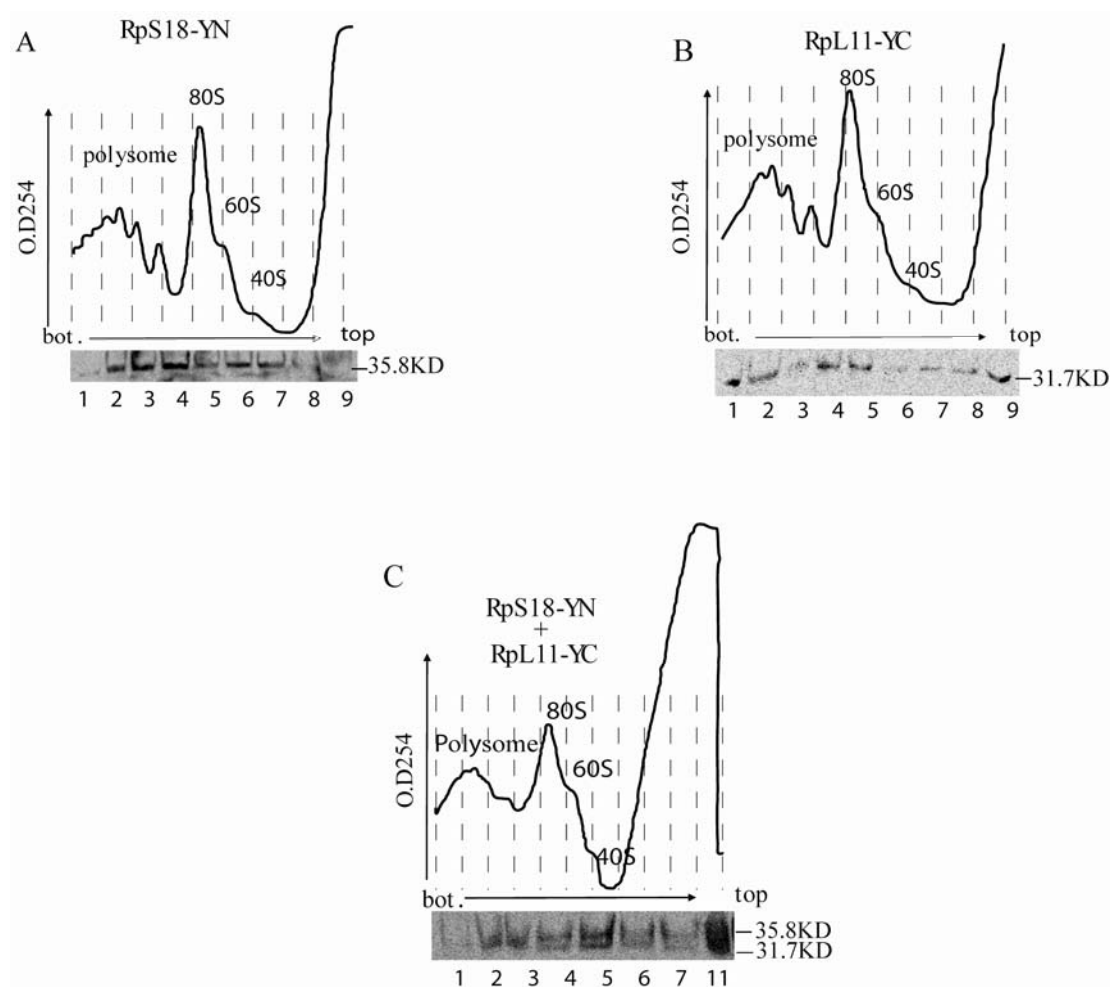 A
RpS18-YN
80S
polysome
60S
40S
O.D254
bot.
top
35.8KD
1 2 3 4 5 6 7 8 9
B
RpL11-YC
80S
polysome
60S
40S
O.D254
bot.
top
31.7KD
1 2 3 4 5 6 7 8 9
C
RpS18-YN
+
RpL11-YC
80S
Polysome
60S
40S
O.D254
bot.
top
35.8KD
31.7KD
1 2 3 4 5 6 7 11